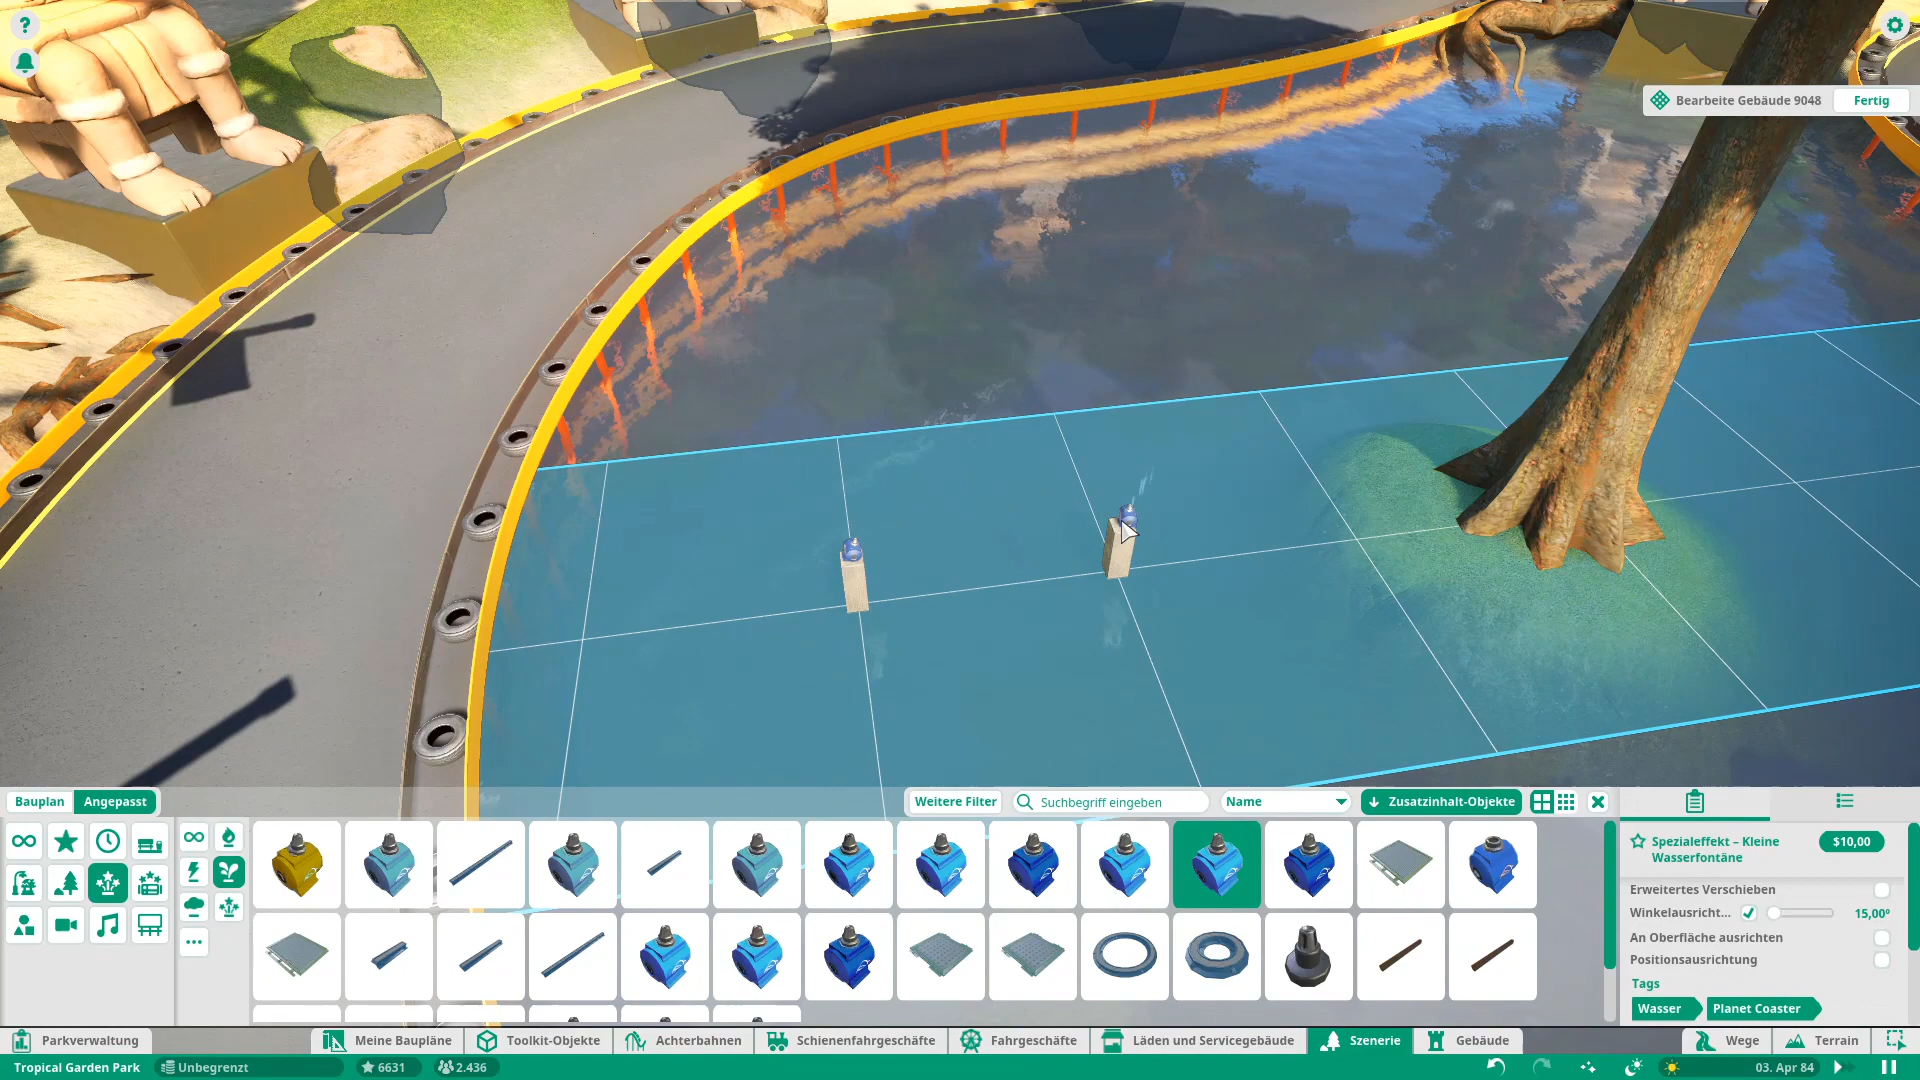 ?
Bearbeite Gebäude 9048
Fertig
Bauplan
Angepasst
Weitere Filter
Suchbegriff eingeben
Name
Zusatzinhalt-Objekte
Spezialeffekt – Kleine
Wasserfontäne
$10,00
Erweitertes Verschieben
Winkelausricht...
15,00°
An Oberfläche ausrichten
Positionsausrichtung
Tags
Wasser
Planet Coaster
Parkverwaltung
Meine Baupläne
Toolkit-Objekte
Achterbahnen
Schienenfahrgeschäfte
Fahrgeschäfte
Läden und Servicegebäude
Szenerie
Gebäude
Wege
Terrain
Tropical Garden Park
Unbegrenzt
6631
2.436
03. Apr 84